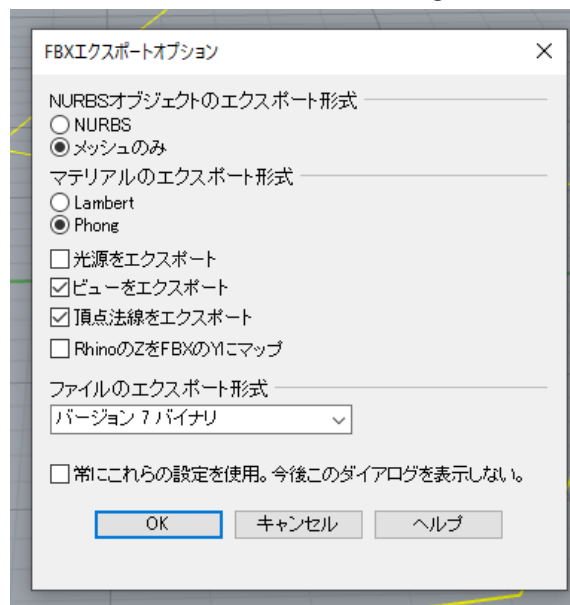 FBXエクスポートオプション
NURBSオブジェクトのエクスポート形式
NURBS
メッシュのみ
マテリアルのエクスポート形式
Lambert
Phong
光源をエクスポート
ビューをエクスポート
頂点法線をエクスポート
RhinoのZをFBXのYにマップ
ファイルのエクスポート形式
バージョン 7 バイナリ
常にこれらの設定を使用。今後このダイアログを表示しない。
OK キャンセル ヘルプ